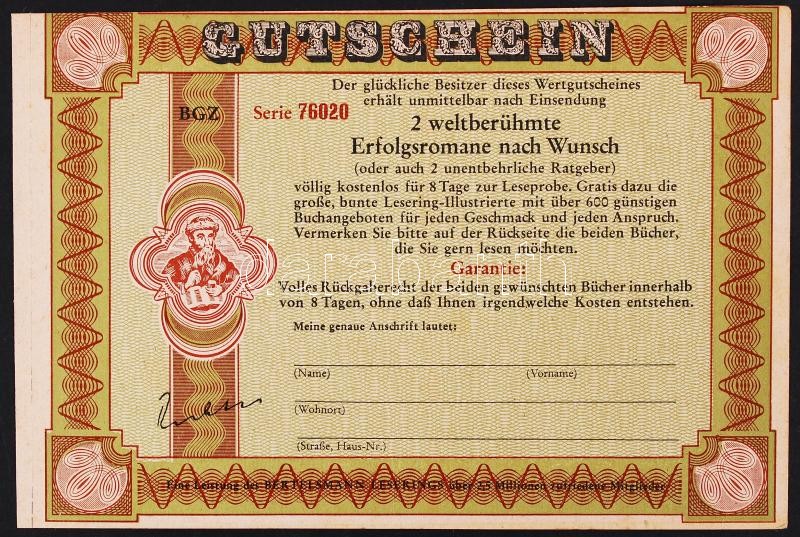 GUTSCHEIN
Der glückliche Besitzer dieses Wertgutscheines
erhält unmittelbar nach Einsendung
BGZ Serie 76020
2 weltberühmte
Erfolgsromane nach Wunsch
(oder auch 2 unentbehrliche Ratgeber)
völlig kostenlos für 8 Tage zur Leseprobe. Gratis dazu die
große, bunte Lesering-Illustrierte mit über 600 günstigen
Buchangeboten für jeden Geschmack und jeden Anspruch.
Vermerken Sie bitte auf der Rückseite die beiden Bücher,
die Sie gern lesen möchten.
Garantie:
Volles Rückgaberecht der beiden gewünschten Bücher innerhalb
von 8 Tagen, ohne daß Ihnen irgendwelche Kosten entstehen.
Meine genaue Anschrift lautet:
(Name) (Vorname)
(Wohnort)
(Straße, Haus-Nr.)
Eine Leistung des BERTELSMANN LESERINGS über 2,5 Millionen zufriedene Mitglieder